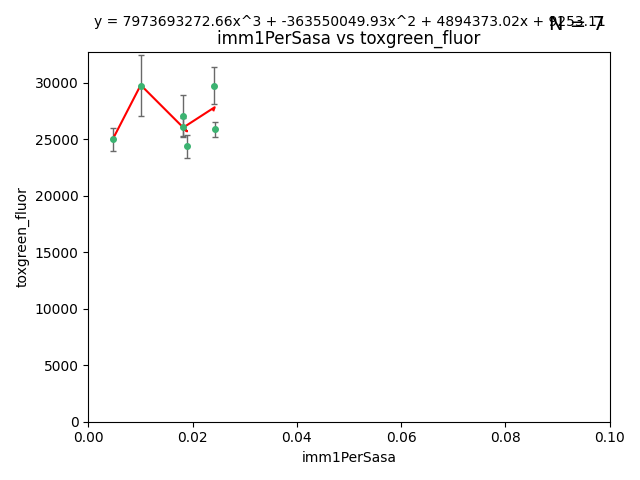 y = 7973693272.66x^3 + -363550049.93x^2 + 4894373.02x + 9253.11
N = 7
imm1PerSasa vs toxgreen_fluor
30000
25000
20000
15000
10000
5000
0
toxgreen_fluor
0.00 0.02 0.04 0.06 0.08 0.10
imm1PerSasa